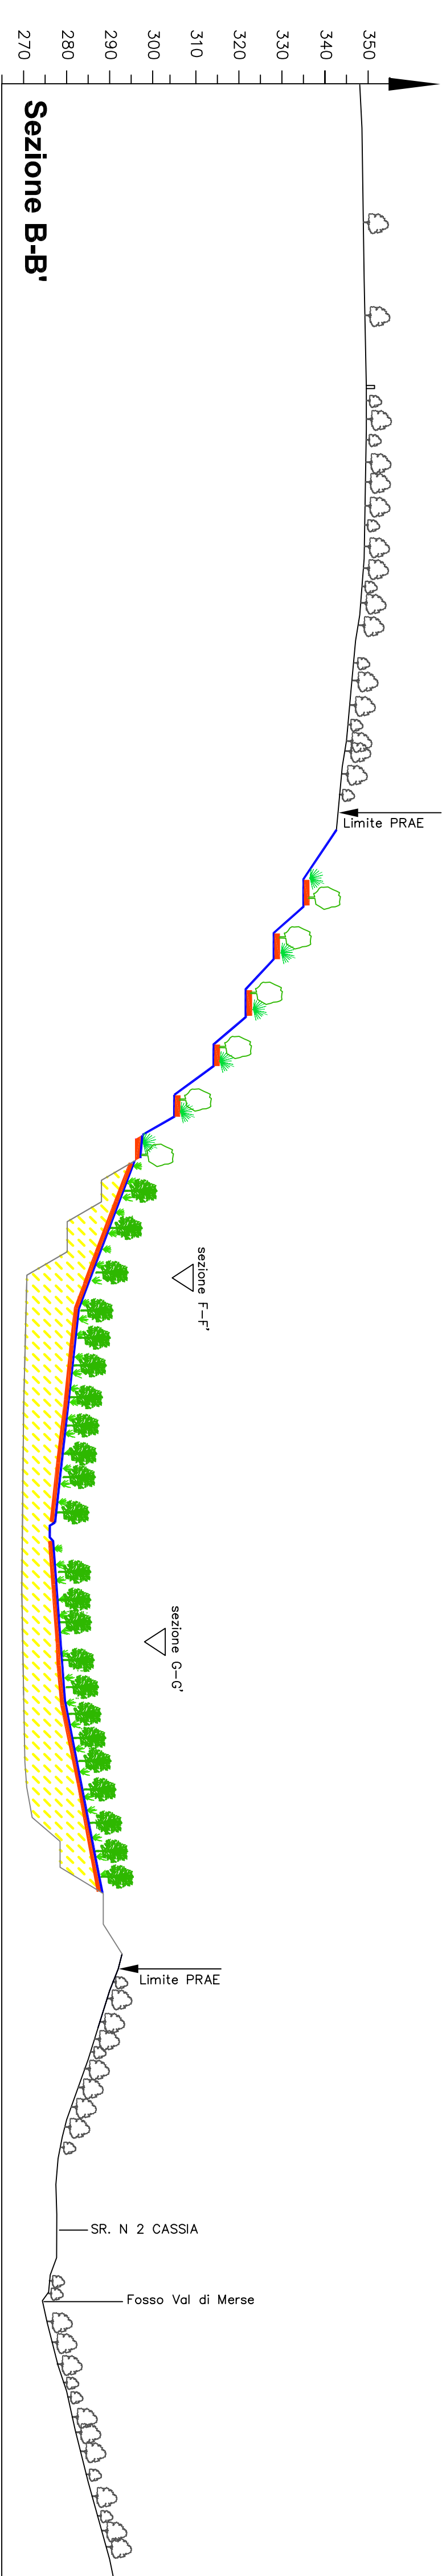 350
340
330
320
310
300
290
280
270
Sezione B-B'
Limite PRAE
sezione F-F'
sezione G-G'
Limite PRAE
SR. N 2 CASSIA
Fosso Val di Merse